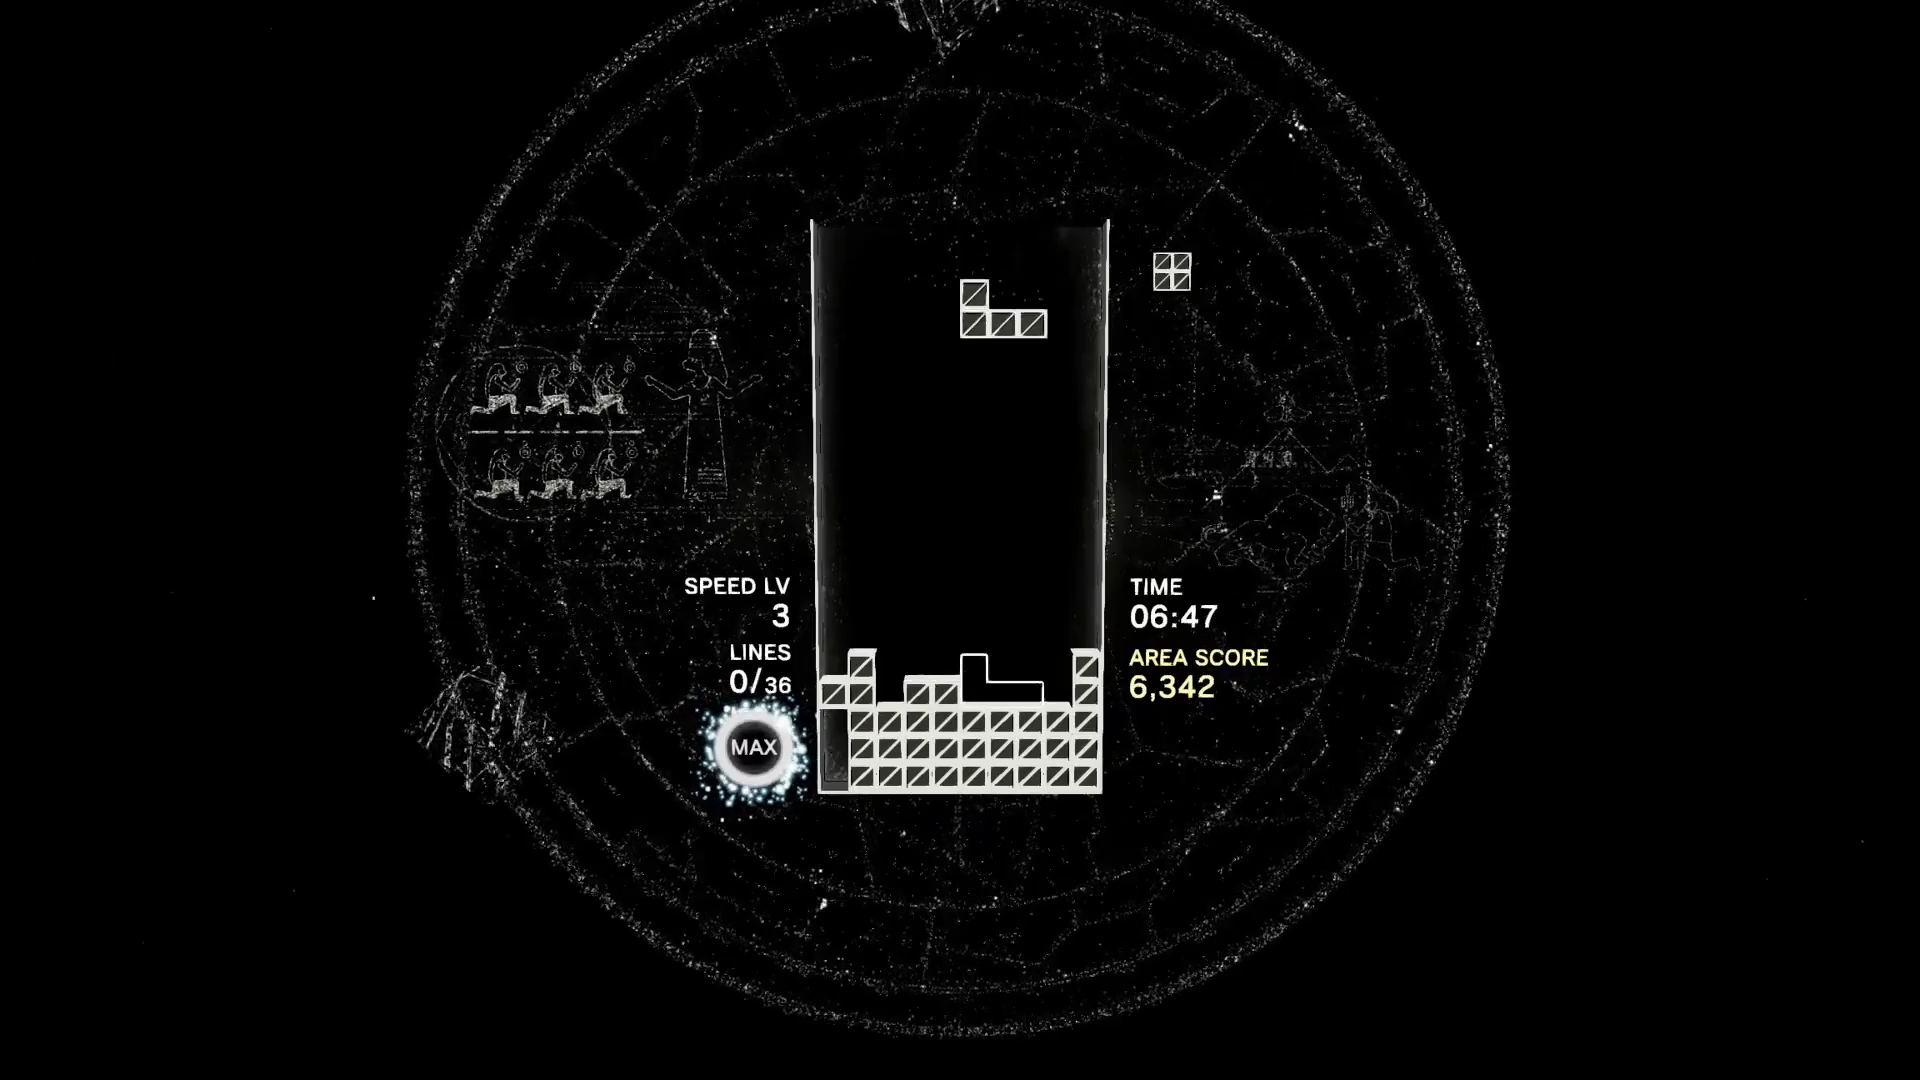 SPEED LV
3
LINES
0/36
MAX
TIME
06:47
AREA SCORE
6,342